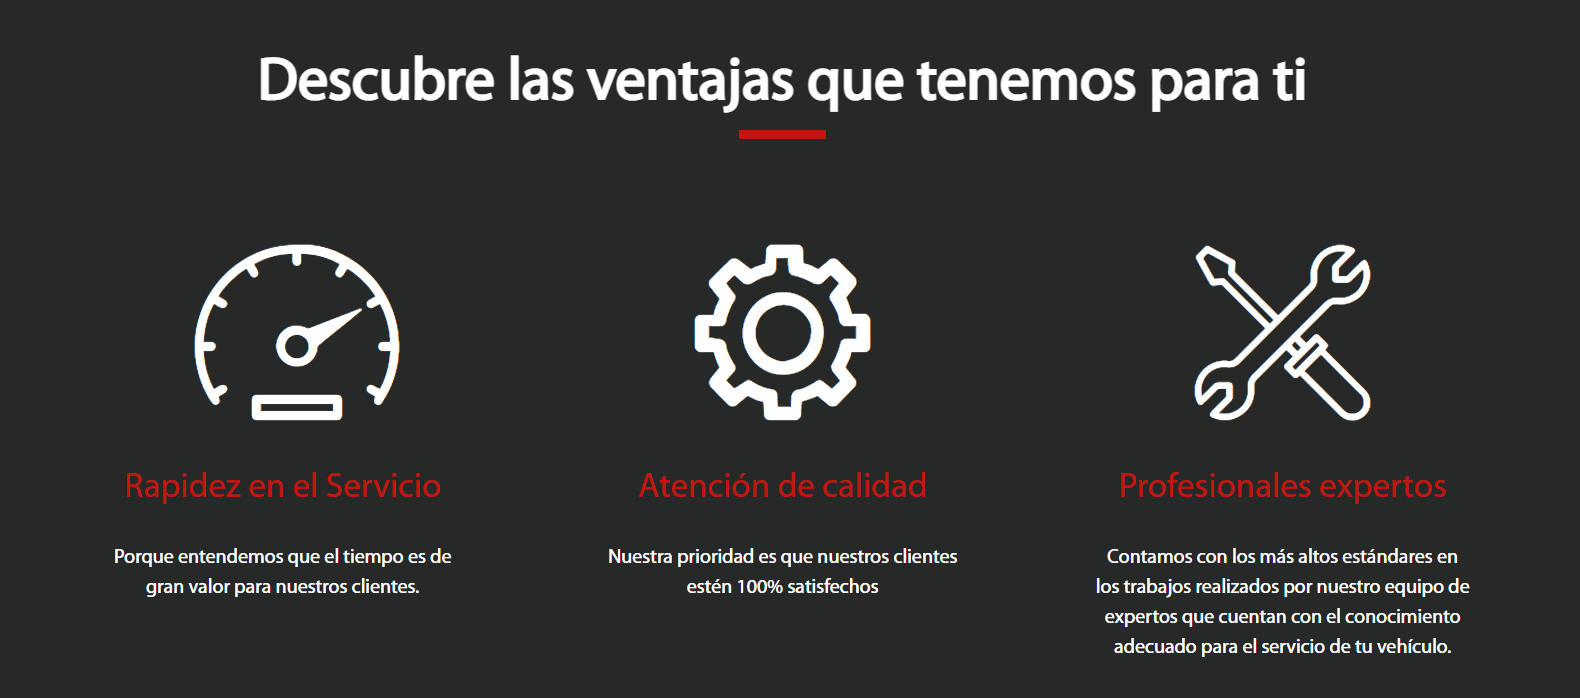 Descubre las ventajas que tenemos para ti
Rapidez en el Servicio
Porque entendemos que el tiempo es de
gran valor para nuestros clientes.
Atención de calidad
Nuestra prioridad es que nuestros clientes
estén 100% satisfechos
Profesionales expertos
Contamos con los más altos estándares en
los trabajos realizados por nuestro equipo de
expertos que cuentan con el conocimiento
adecuado para el servicio de tu vehículo.